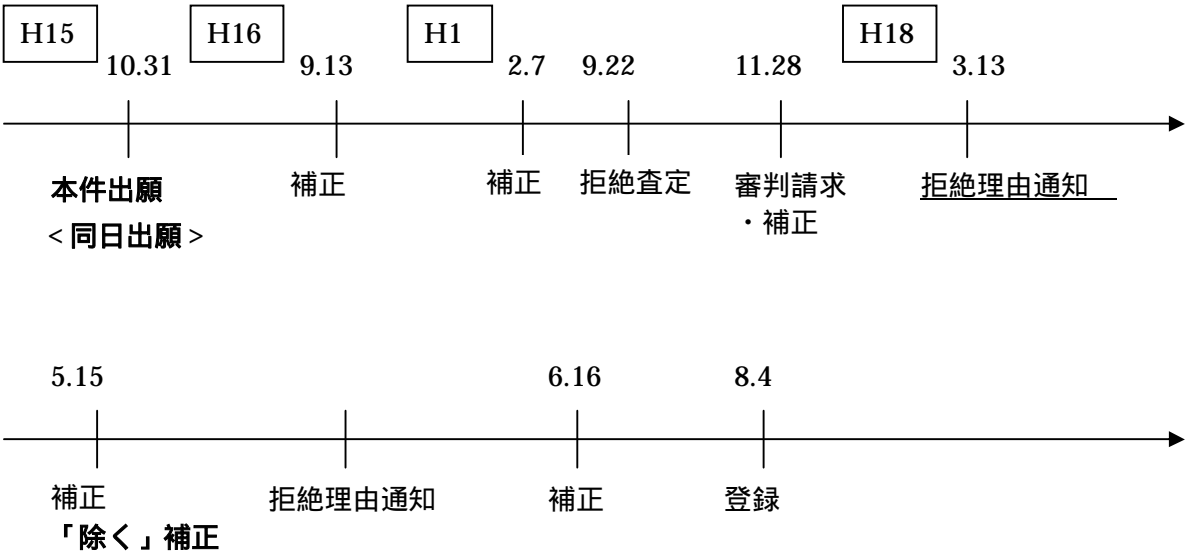 H15 H16 H1 H18
10.31 9.13 2.7 9.22 11.28 3.13
本件出願 補正 補正 拒絶査定 審判請求 拒絶理由通知
<同日出願> ・補正
5.15 6.16 8.4
補正 拒絶理由通知 補正 登録
「除く」補正